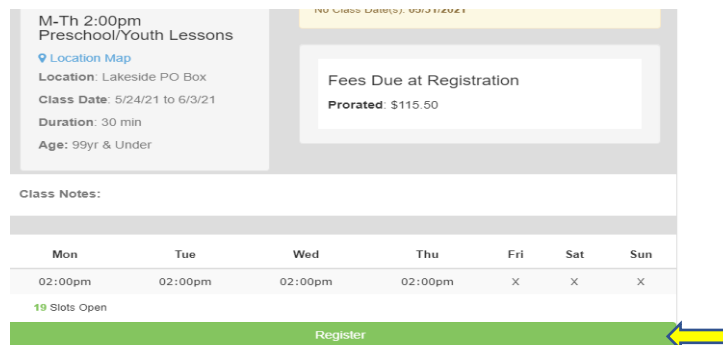 No Class Date(s): 05/31/2021
M-Th 2:00pm
Preschool/Youth Lessons
Location Map
Location: Lakeside PO Box
Class Date: 5/24/21 to 6/3/21
Duration: 30 min
Age: 99yr & Under
Fees Due at Registration
Prorated: $115.50
Class Notes:
Mon Tue Wed Thu Fri Sat Sun
02:00pm 02:00pm 02:00pm 02:00pm X X X
19 Slots Open
Register